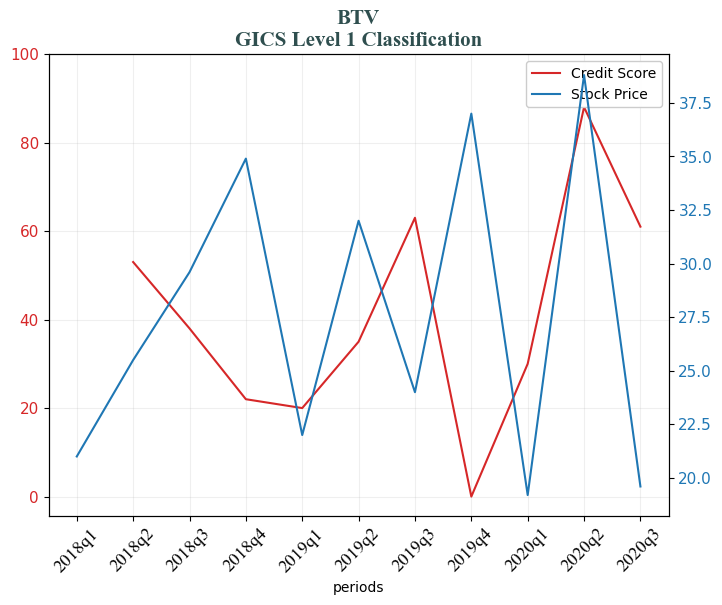 BTV
GICS Level 1 Classification
Credit Score
Stock Price
100
80
60
40
20
0
37.5
35.0
32.5
30.0
27.5
25.0
22.5
20.0
2018q1
2018q2
2018q3
2018q4
2019q1
2019q2
2019q3
2019q4
2020q1
2020q2
2020q3
periods